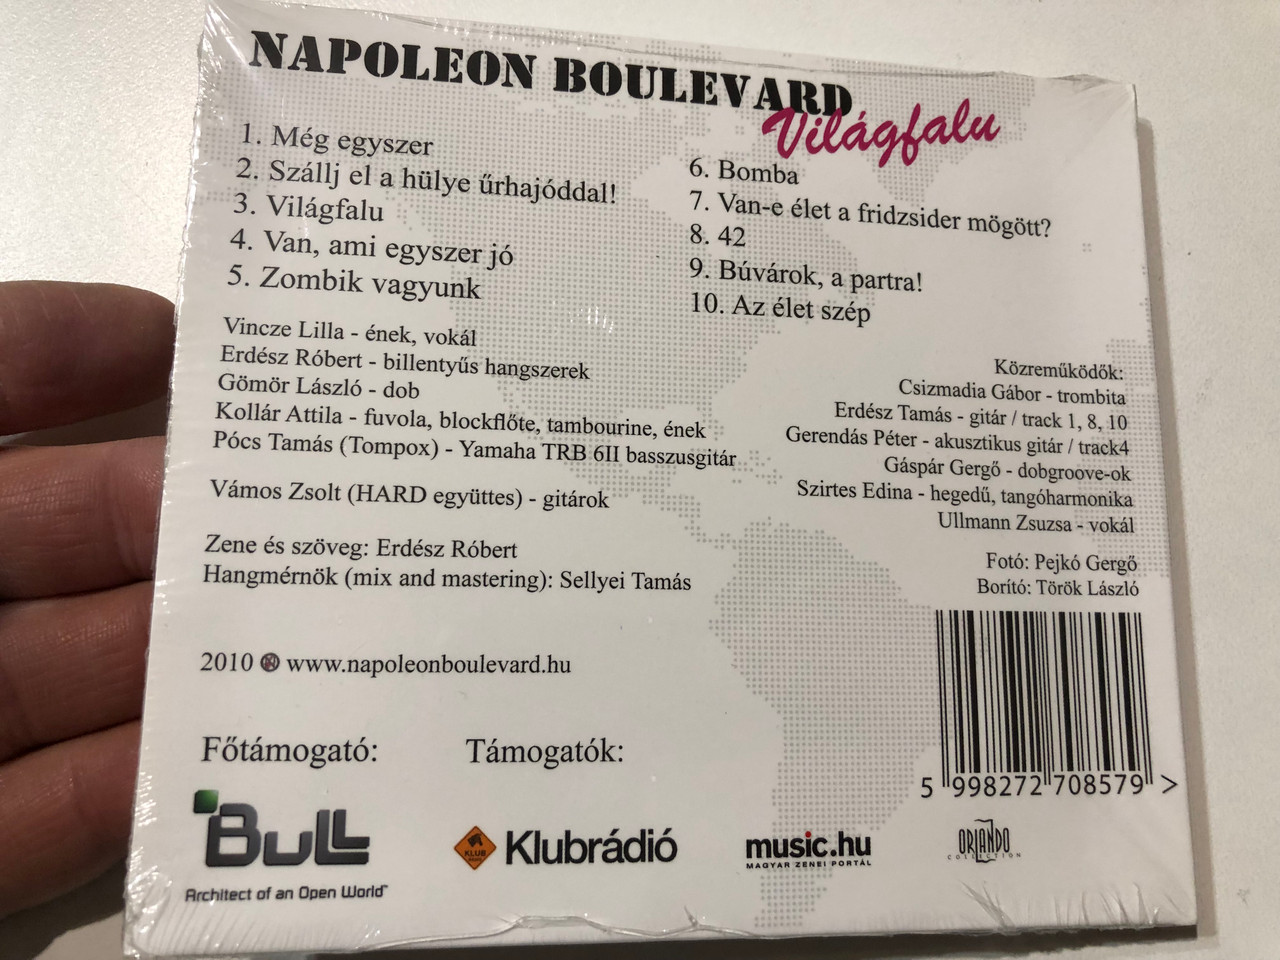 NAPOLEON BOULEVARD
Világfalu
1. Még egyszer
2. Szállj el a hülye űrhajóddal!
3. Világfalu
4. Van, ami egyszer jó
5. Zombik vagyunk
6. Bomba
7. Van-e élet a fridzsider mögött?
8. 42
9. Búvárok, a partra!
10. Az élet szép
Vincze Lilla - ének, vokál
Erdész Róbert - billentyűs hangszerek
Gömör László - dob
Kollár Attila - fuvola, blockflőte, tambourine, ének
Pócs Tamás (Tompox) - Yamaha TRB 6II basszusgitár
Vámos Zsolt (HARD együttes) - gitárok
Zene és szöveg: Erdész Róbert
Hangmérnök (mix and mastering): Sellyei Tamás
Közreműködők:
Csizmadia Gábor - trombita
Erdész Tamás - gitár / track 1, 8, 10
Gerendás Péter - akusztikus gitár / track4
Gáspár Gergő - dobgroove-ok
Szirtes Edina - hegedű, tangóharmonika
Ullmann Zsuzsa - vokál
Fotó: Pejkó Gergő
Borító: Török László
2010 www.napoleonboulevard.hu
5 998272 708579 >
Főtámogató:
Támogatók:
Bull
Architect of an Open World™
KLUB
Klubrádió
music.hu
MAGYAR ZENEI PORTÁL
ORLANDO
COLLECTION